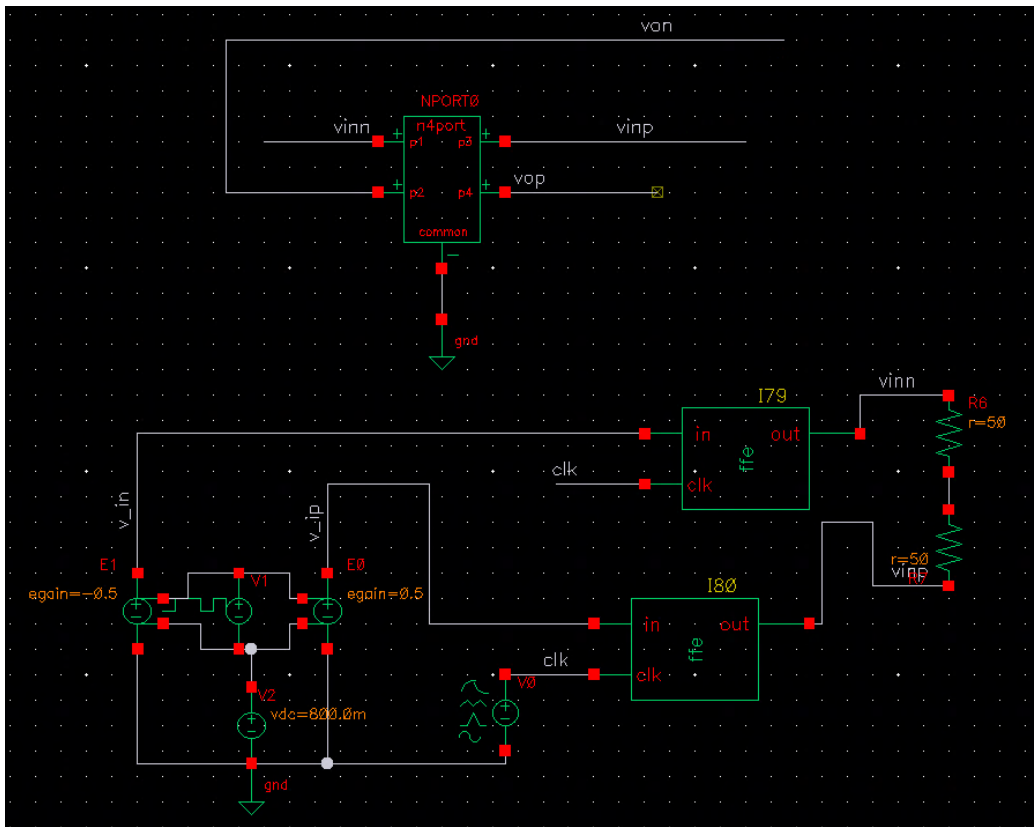 von
NPORT0
vinn
n4port
vinp
p1
p3
vop
p2
p4
common
gnd
vinn
I79
R6
r=50
in
out
clk
ffe
clk
v_in
v_ip
r=50
vinp
R7
E1
V1
E0
I80
egain=-0.5
egain=0.5
in
out
clk
ffe
clk
V0
V2
vdc=800.0m
gnd